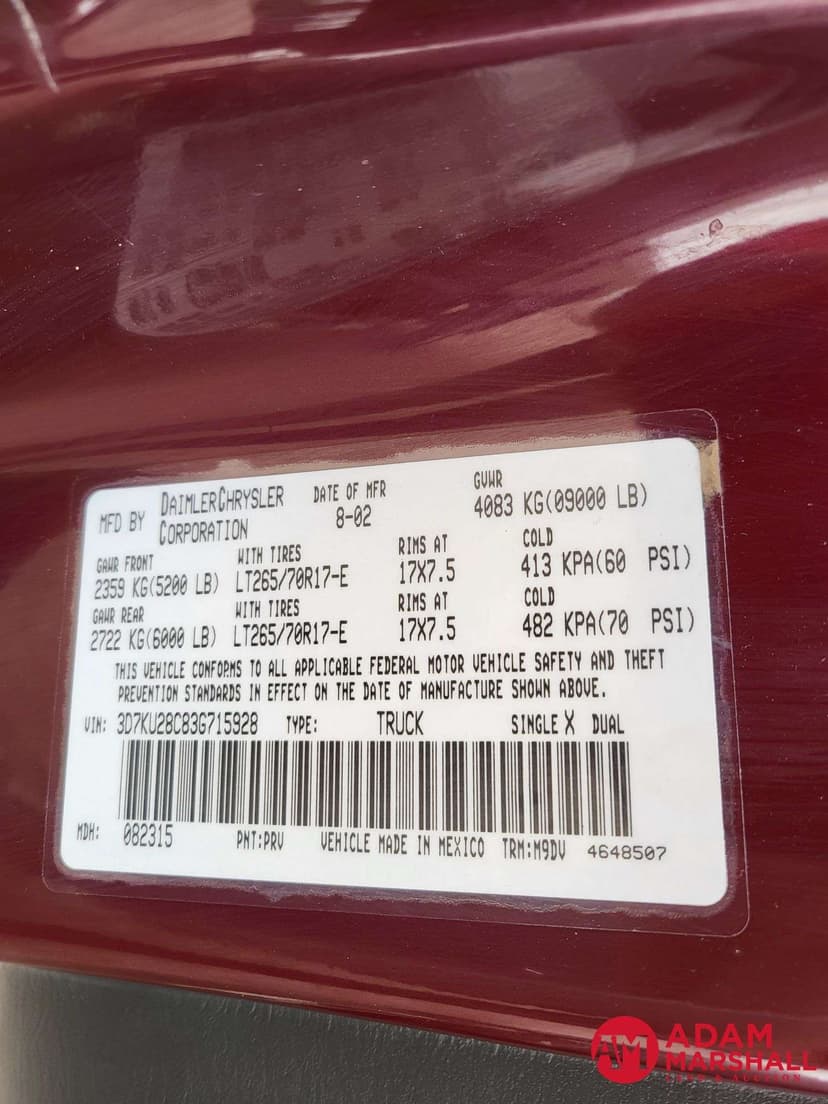 MFD BY DAIMLERCHRYSLER CORPORATION DATE OF MFR 8-02 GVWR 4083 KG(09000 LB)
GAWR FRONT WITH TIRES RIMS AT COLD
2359 KG(5200 LB) LT265/70R17-E 17X7.5 413 KPA(60 PSI)
GAWR REAR WITH TIRES RIMS AT COLD
2722 KG(6000 LB) LT265/70R17-E 17X7.5 482 KPA(70 PSI)
THIS VEHICLE CONFORMS TO ALL APPLICABLE FEDERAL MOTOR VEHICLE SAFETY AND THEFT
PREVENTION STANDARDS IN EFFECT ON THE DATE OF MANUFACTURE SHOWN ABOVE.
VIN: 3D7KU28C83G715928 TYPE: TRUCK SINGLE X DUAL
MDH: 082315 PNT:PRV VEHICLE MADE IN MEXICO TRM:M9DV 4648507
AM ADAM
MARSHALL